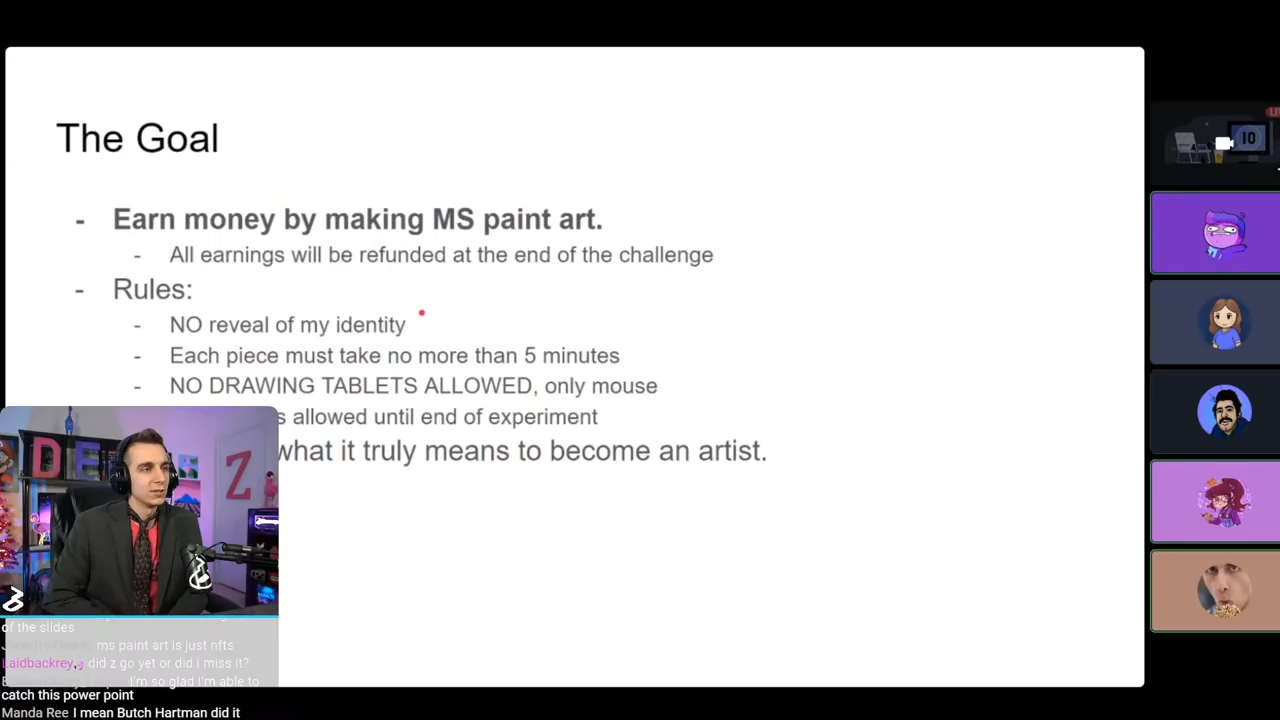 The Goal
- Earn money by making MS paint art.
- All earnings will be refunded at the end of the challenge
- Rules:
- NO reveal of my identity
- Each piece must take no more than 5 minutes
- NO DRAWING TABLETS ALLOWED, only mouse
s allowed until end of experiment
what it truly means to become an artist.
10
D E
Z
of the slides
ms paint art is just nfts
Laidbackrey did z go yet or did i miss it?
I'm so glad I'm able to
catch this power point
Manda Ree I mean Butch Hartman did it